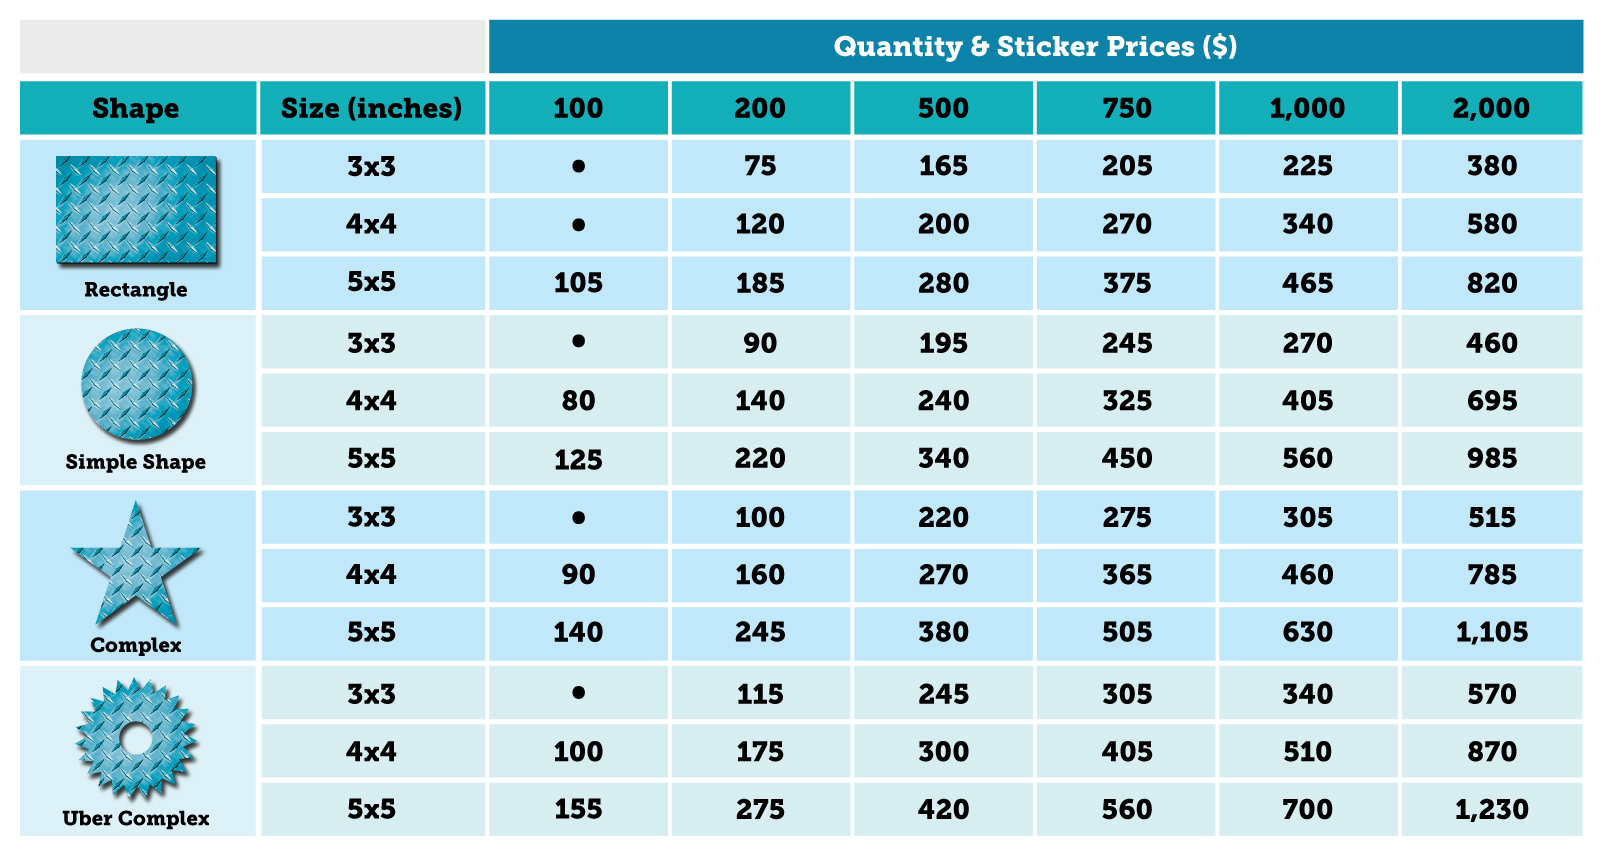 Quantity & Sticker Prices ($)
Shape Size (inches) 100 200 500 750 1,000 2,000
3x3 • 75 165 205 225 380
4x4 • 120 200 270 340 580
Rectangle 5x5 105 185 280 375 465 820
3x3 • 90 195 245 270 460
4x4 80 140 240 325 405 695
Simple Shape 5x5 125 220 340 450 560 985
3x3 • 100 220 275 305 515
4x4 90 160 270 365 460 785
Complex 5x5 140 245 380 505 630 1,105
3x3 • 115 245 305 340 570
4x4 100 175 300 405 510 870
Uber Complex 5x5 155 275 420 560 700 1,230